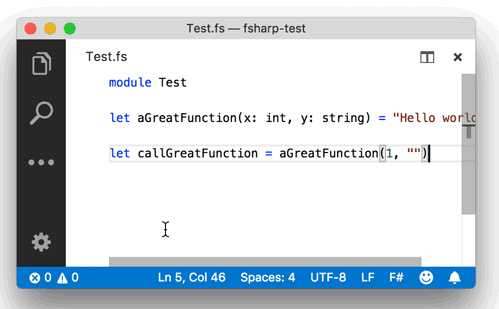 Test.fs — fsharp-test
Test.fs
module Test
let aGreatFunction(x: int, y: string) = "Hello world
let callGreatFunction = aGreatFunction(1, "")
0 0 Ln 5, Col 46 Spaces: 4 UTF-8 LF F#